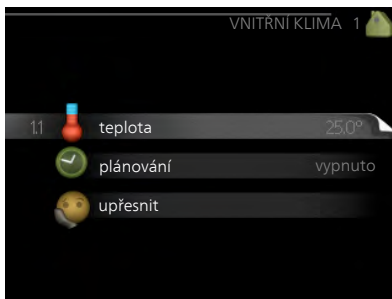 VNITŘNÍ KLIMA 1
1.1 teplota 25.0°
plánování vypnuto
upřesnit